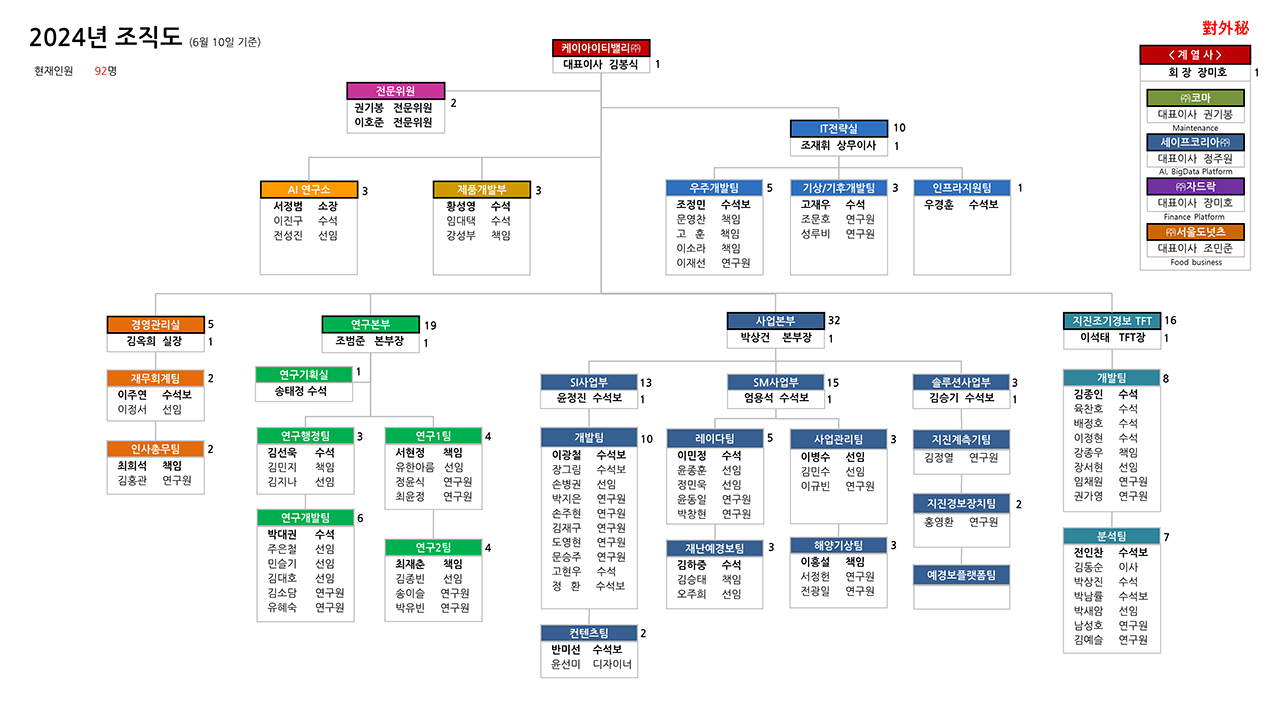 2024년 조직도 (6월 10일 기준)
현재인원 92명
對外秘
케이아이티밸리㈜
대표이사 김봉식 1
전문위원 2
권기봉 전문위원
이호준 전문위원
<계 열 사>
회 장 장미호 1
㈜코마
대표이사 권기봉
Maintenance
세이프코리아㈜
대표이사 정주원
AI, BigData Platform
㈜자드락
대표이사 장미호
Finance Platform
㈜서울도넛츠
대표이사 조민준
Food business
IT전략실 10
조재휘 상무이사 1
AI 연구소 3
서정범 소장
이진구 수석
전성진 선임
제품개발부 3
황성영 수석
임대택 수석
강성부 책임
우주개발팀 5
조정민 수석보
문영찬 책임
고 훈 책임
이소라 책임
이재선 연구원
기상/기후개발팀 3
고재우 수석
조문호 연구원
성루비 연구원
인프라지원팀 1
우경훈 수석보
경영관리실 5
김옥희 실장 1
재무회계팀 2
이주연 수석보
이정서 선임
인사총무팀 2
최희석 책임
김홍관 연구원
연구본부 19
조범준 본부장 1
연구기획실 1
송태정 수석
연구행정팀 3
김선욱 수석
김민지 책임
김지나 선임
연구개발팀 6
박대권 수석
주은철 선임
민슬기 선임
김대호 선임
김소담 연구원
유혜숙 연구원
연구1팀 4
서현정 책임
유한아름 선임
정윤식 연구원
최윤정 연구원
연구2팀 4
최재춘 책임
김종빈 선임
송이슬 연구원
박유빈 연구원
사업본부 32
박상건 본부장 1
SI사업부 13
윤정진 수석보 1
개발팀 10
이광철 수석보
장그림 수석보
손병권 선임
박지은 연구원
손주현 연구원
김재구 연구원
도영현 연구원
문승주 연구원
고현우 수석
정 환 수석보
컨텐츠팀 2
반미선 수석보
윤선미 디자이너
SM사업부 15
엄용석 수석보 1
레이다팀 5
이민정 수석
윤종훈 선임
정민욱 선임
윤동일 연구원
박창현 연구원
재난예경보팀 3
김하중 수석
김승태 책임
오주희 선임
사업관리팀 3
이병수 선임
김민수 선임
이규빈 연구원
해양기상팀 3
이홍설 책임
서정헌 연구원
전광일 연구원
솔루션사업부 3
김승기 수석보 1
지진계측기팀
김정열 연구원
지진경보장치팀 2
홍영환 연구원
예경보플랫폼팀
지진조기경보 TFT 16
이석태 TFT장 1
개발팀 8
김종인 수석
육찬호 수석
배정호 수석
이정현 수석
강종우 책임
장서현 선임
임채원 연구원
권가영 연구원
분석팀 7
전인찬 수석보
김동순 이사
박상진 수석
박남률 수석보
박새암 선임
남성호 연구원
김예슬 연구원